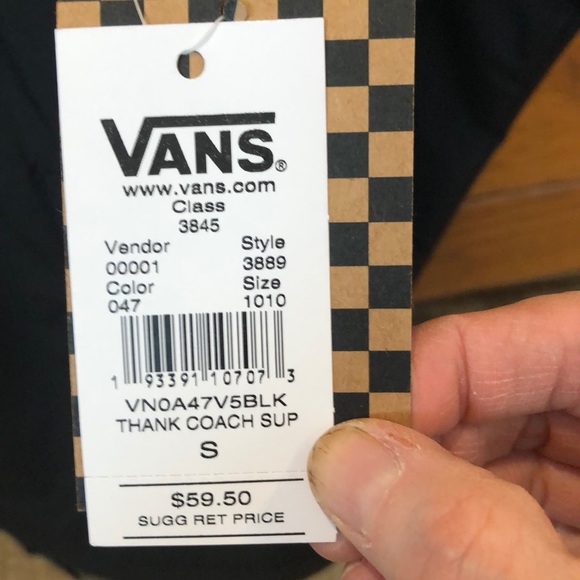 VANS®
www.vans.com
Class
3845
Vendor Style
00001 3889
Color Size
047 1010
1 93391 10707 3
VN0A47V5BLK
THANK COACH SUP
S
$59.50
SUGG RET PRICE